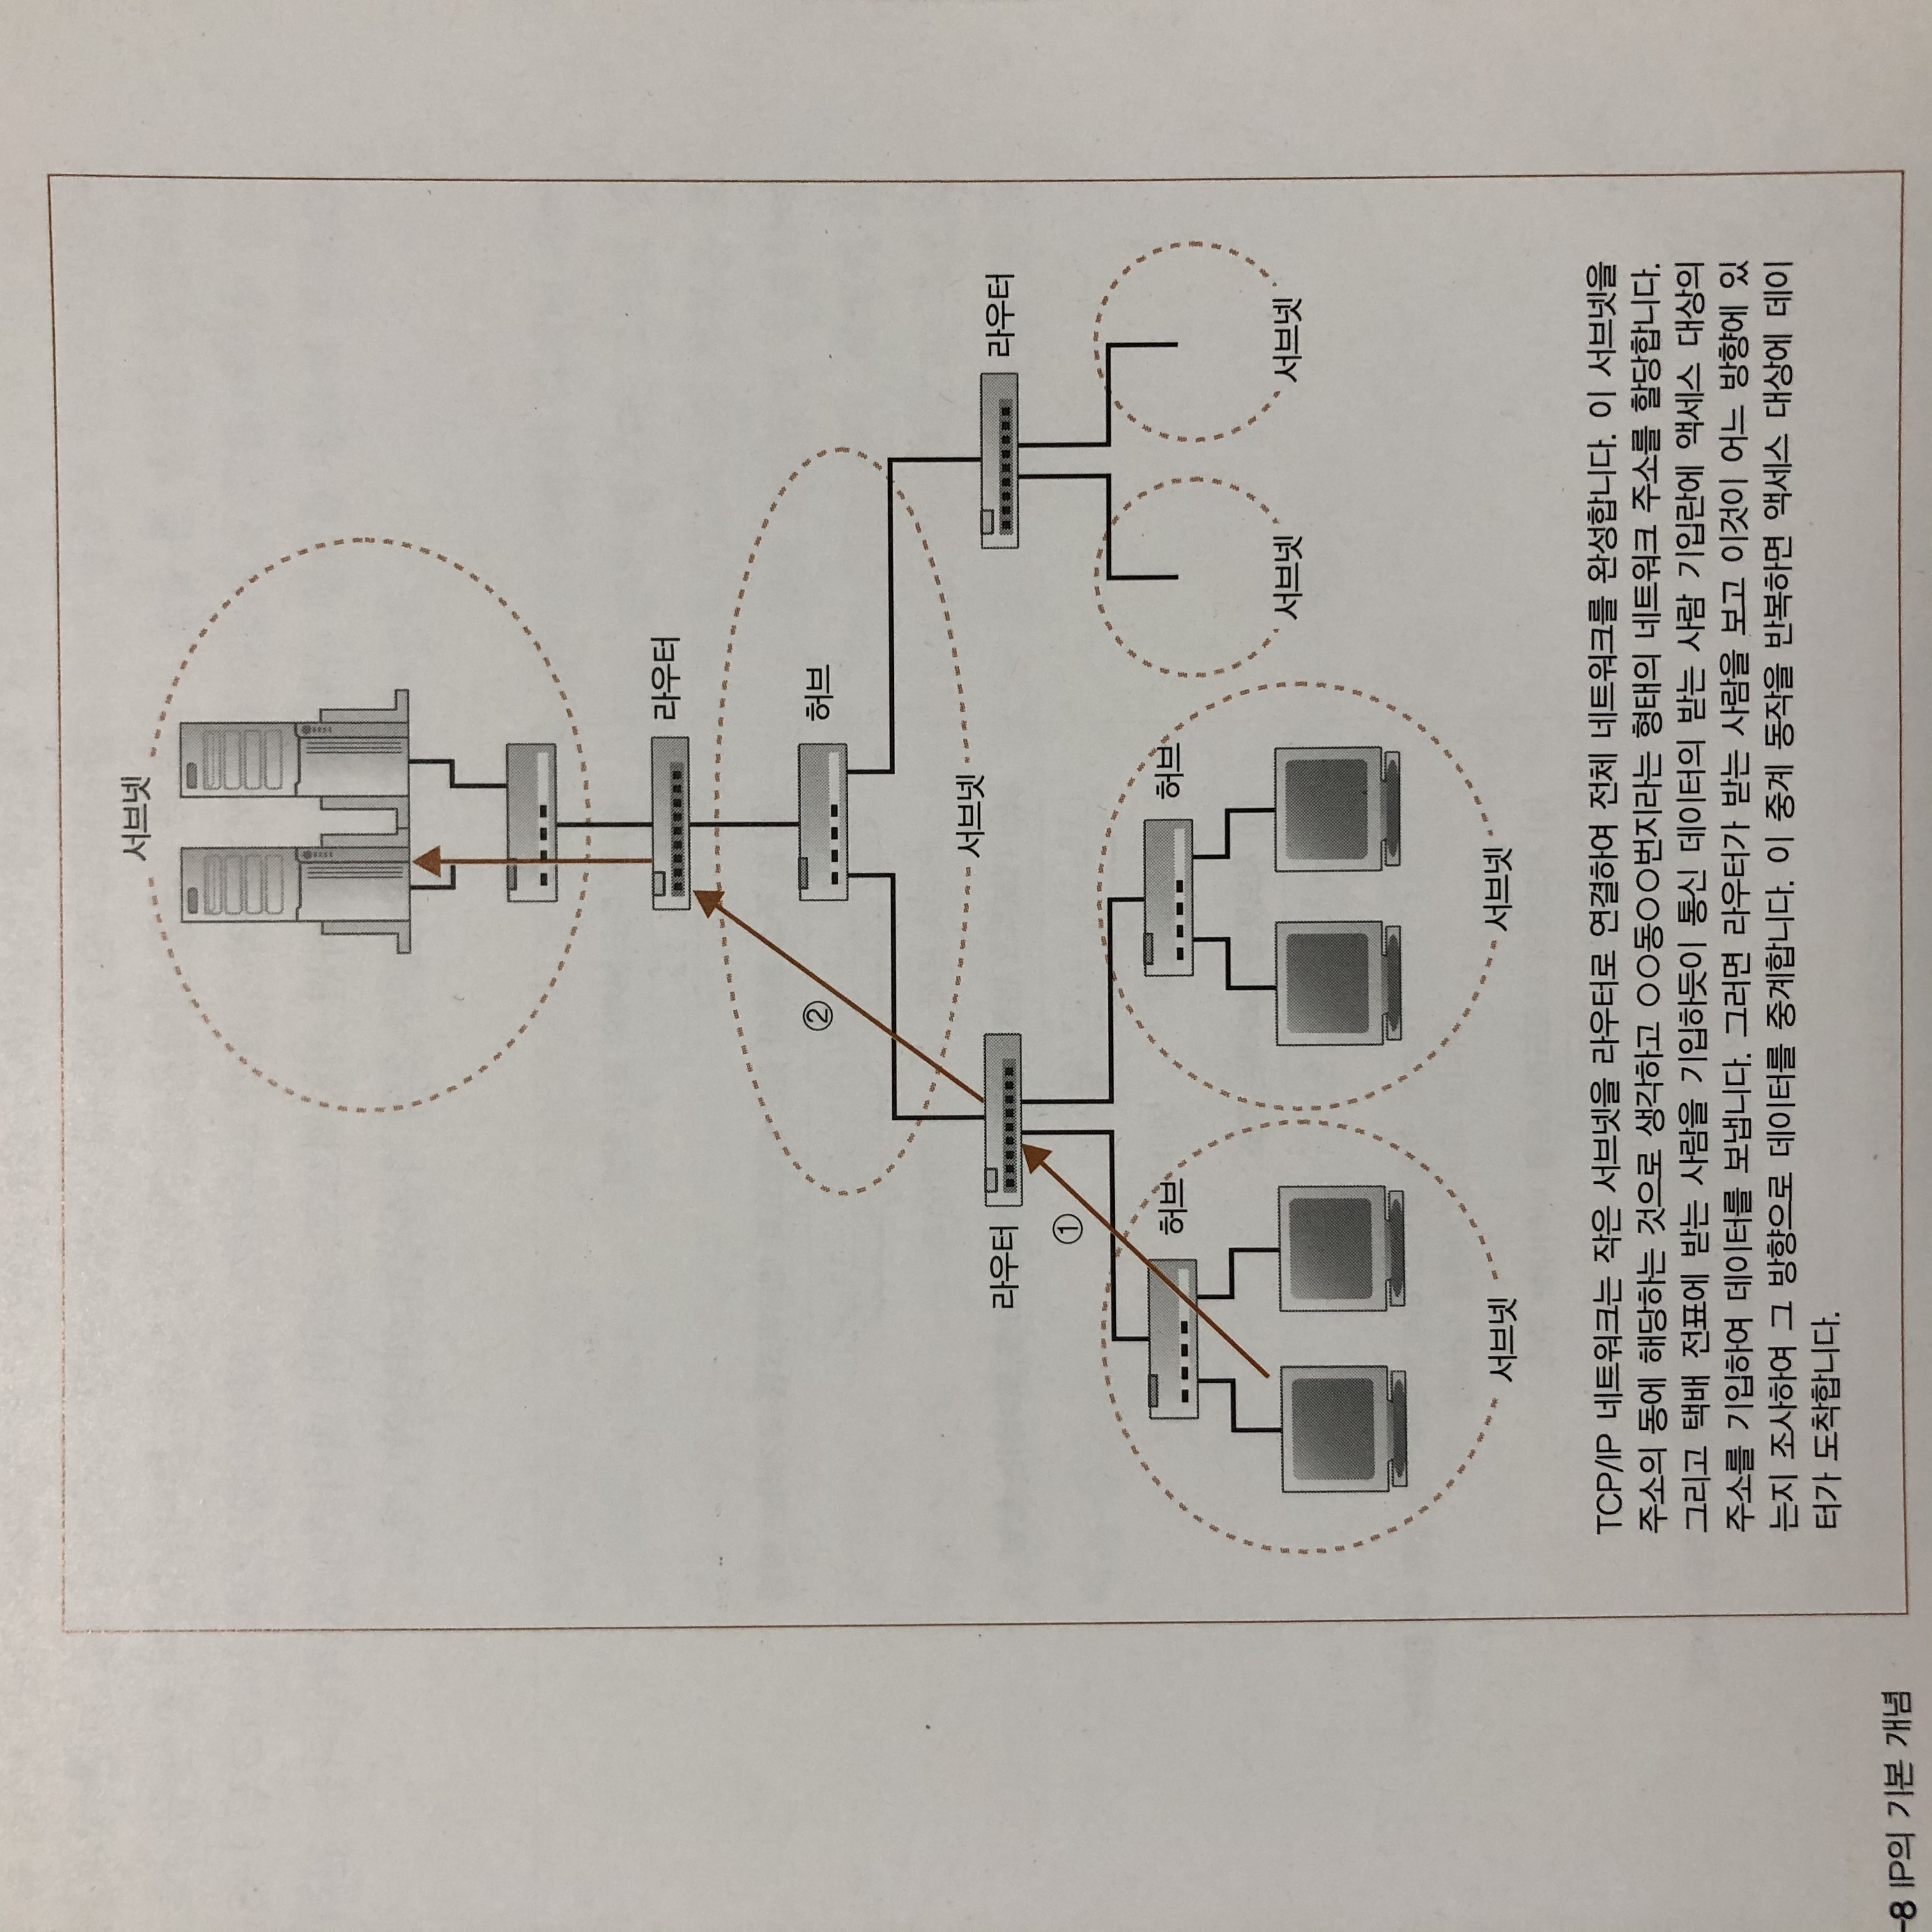 서브넷
라우터
②
허브
서브넷
라우터
라우터
①
허브
허브
서브넷
서브넷
서브넷
서브넷
TCP/IP 네트워크는 작은 서브넷을 라우터로 연결하여 전체 네트워크를 완성합니다. 이 서브넷을
주소의 동에 해당하는 것으로 생각하고 ○○동○○번지라는 형태의 네트워크 주소를 할당합니다.
그리고 택배 전표에 받는 사람을 기입하듯이 통신 데이터의 받는 사람 기입란에 액세스 대상의
주소를 기입하여 데이터를 보냅니다. 그러면 라우터가 받는 사람을 보고 이것이 어느 방향에 있
는지 조사하여 그 방향으로 데이터를 중계합니다. 이 중계 동작을 반복하면 액세스 대상에 데이
터가 도착합니다.
-8 IP의 기본 개념